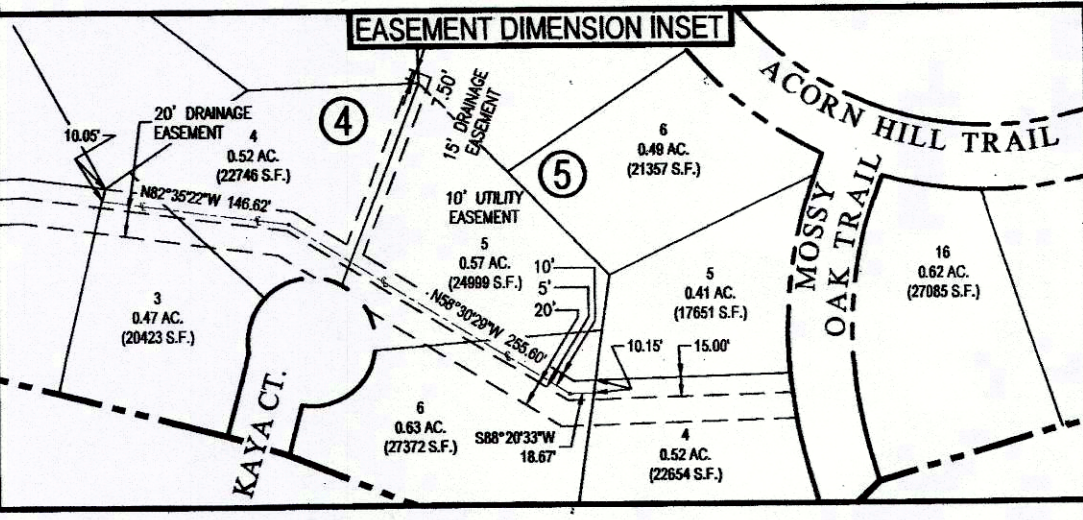 EASEMENT DIMENSION INSET
ACORN HILL TRAIL
MOSSY
OAK TRAIL
KAYA CT.
20' DRAINAGE
EASEMENT
10.05'
4
0.52 AC.
(22746 S.F.)
4
7.50'
15' DRAINAGE
EASEMENT
N82°35'22"W 146.62'
3
0.47 AC.
(20423 S.F.)
10' UTILITY
EASEMENT
5
0.57 AC.
(24999 S.F.)
5
6
0.49 AC.
(21357 S.F.)
10'
5'
20'
N58°30'29"W 255.60'
5
0.41 AC.
(17651 S.F.)
10.15'
15.00'
16
0.62 AC.
(27085 S.F.)
6
0.63 AC.
(27372 S.F.)
S88°20'33"W
18.67'
4
0.52 AC.
(22654 S.F.)